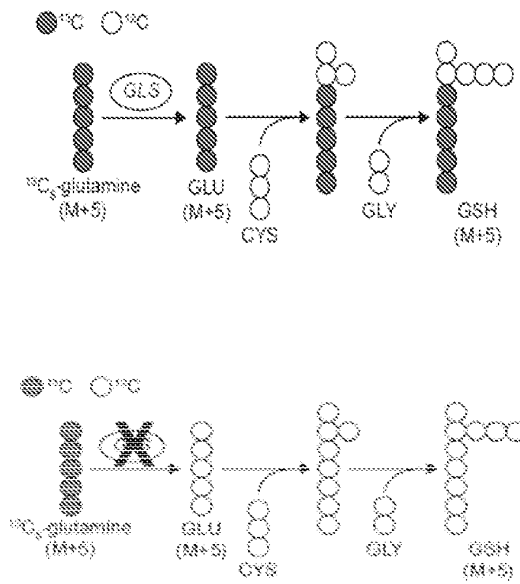 ¹³C ¹²C
GLS
¹³C₅-glutamine
(M+5)
GLU
(M+5)
CYS
GLY
GSH
(M+5)
¹³C ¹²C
¹³C₅-glutamine
(M+5)
GLU
(M+5)
CYS
GLY
GSH
(M+5)